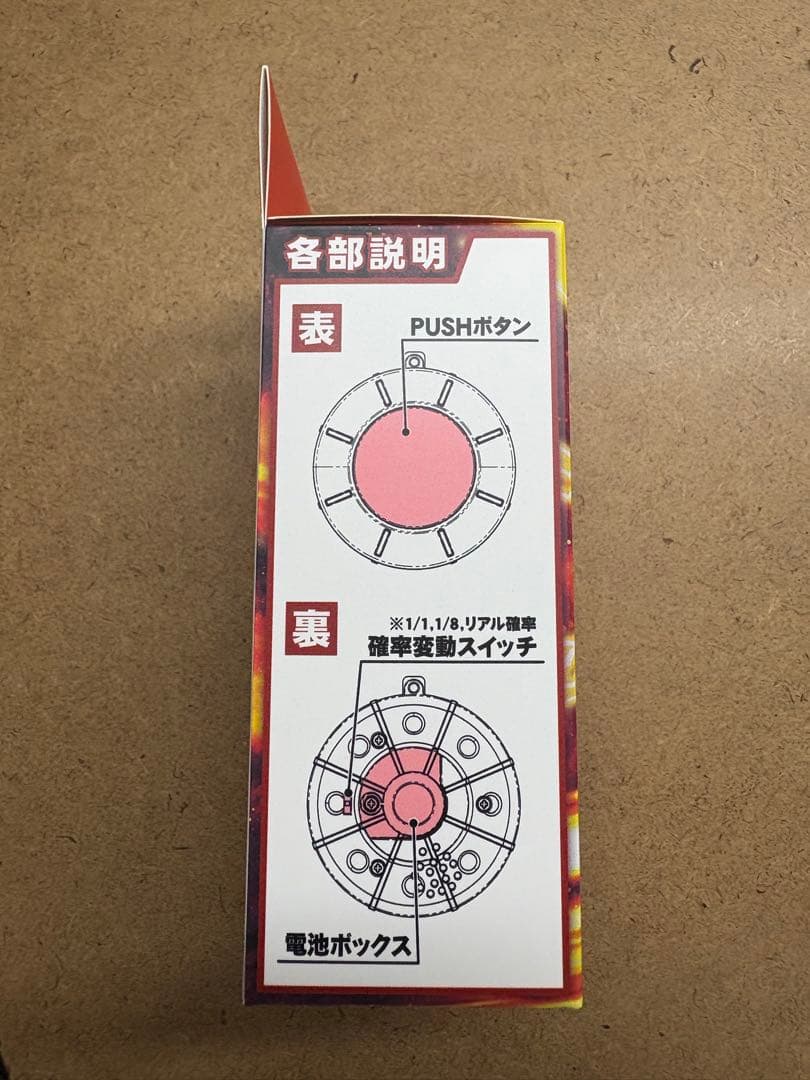 各部説明
表
PUSHボタン
裏
※1/1,1/8,リアル確率
確率変動スイッチ
電池ボックス